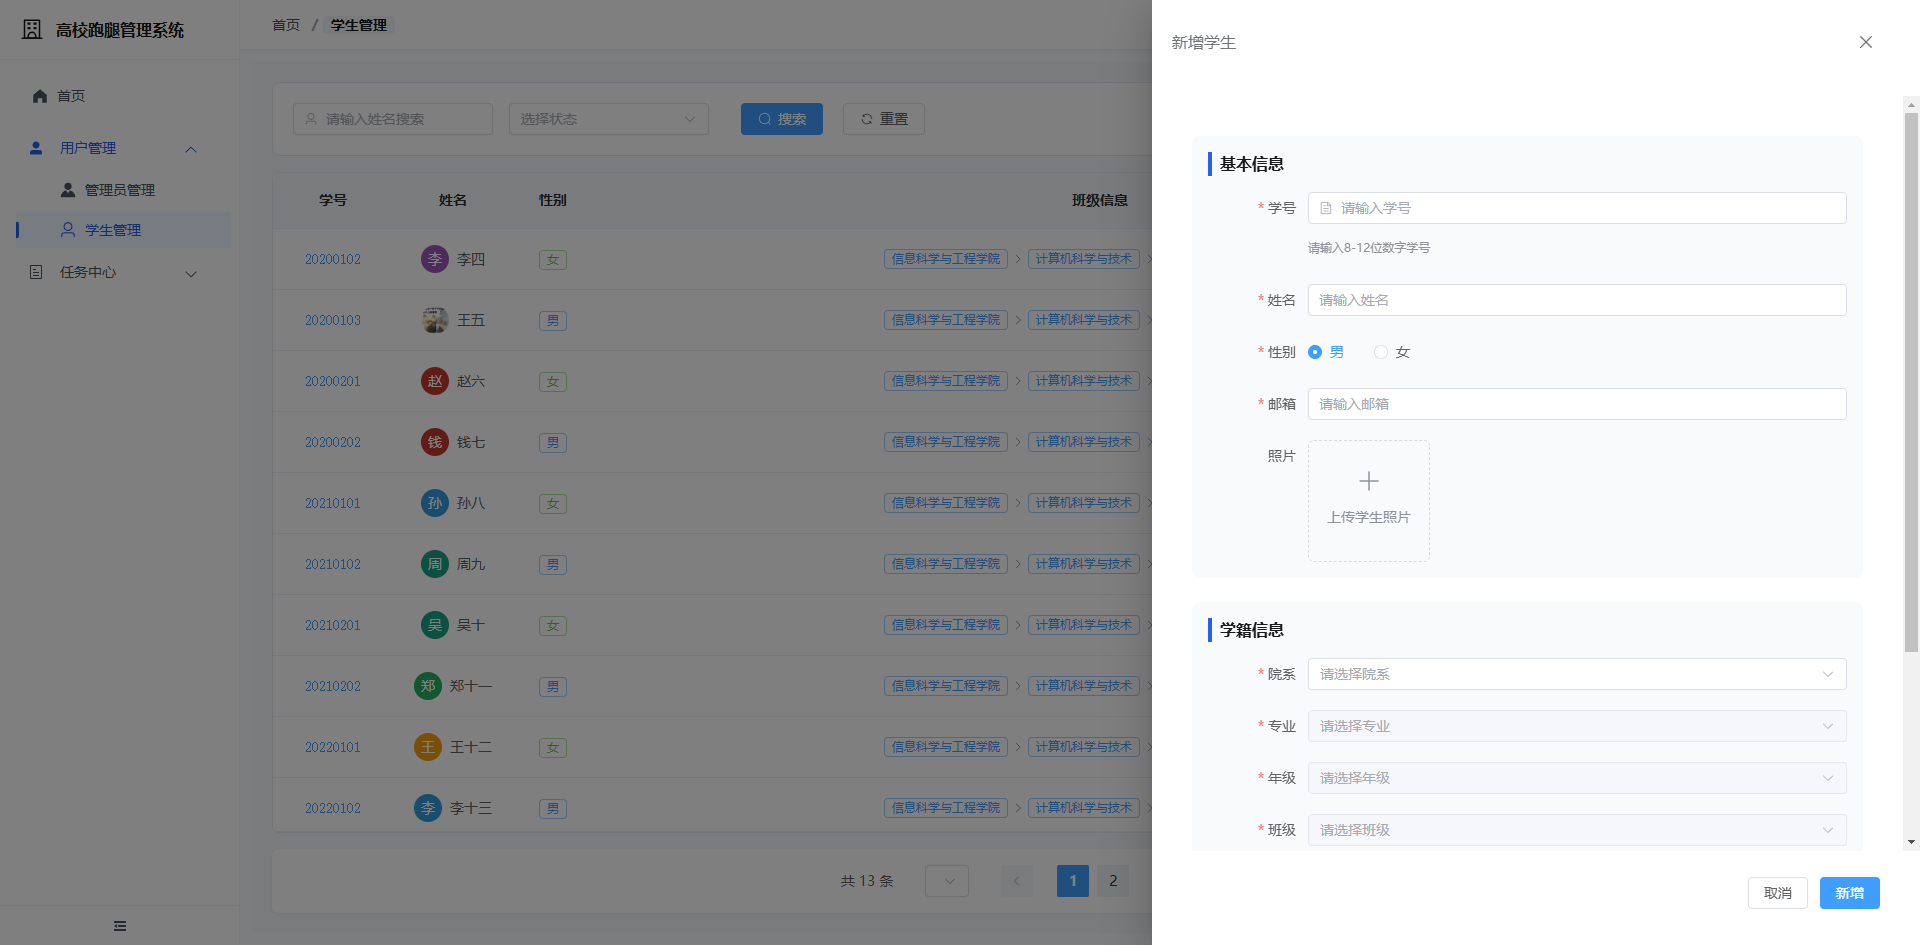 高校跑腿管理系统
首页
用户管理
管理员管理
学生管理
任务中心
首页 / 学生管理
请输入姓名搜索 选择状态 搜索 重置
学号 姓名 性别 班级信息
20200102 李 李四 女 信息科学与工程学院 计算机科学与技术
20200103 王五 男 信息科学与工程学院 计算机科学与技术
20200201 赵 赵六 女 信息科学与工程学院 计算机科学与技术
20200202 钱 钱七 男 信息科学与工程学院 计算机科学与技术
20210101 孙 孙八 女 信息科学与工程学院 计算机科学与技术
20210102 周 周九 男 信息科学与工程学院 计算机科学与技术
20210201 吴 吴十 女 信息科学与工程学院 计算机科学与技术
20210202 郑 郑十一 男 信息科学与工程学院 计算机科学与技术
20220101 王 王十二 女 信息科学与工程学院 计算机科学与技术
20220102 李 李十三 男 信息科学与工程学院 计算机科学与技术
共 13 条 1 2
新增学生
基本信息
* 学号 请输入学号
请输入8-12位数字学号
* 姓名 请输入姓名
* 性别 男 女
* 邮箱 请输入邮箱
照片
上传学生照片
学籍信息
* 院系 请选择院系
* 专业 请选择专业
* 年级 请选择年级
* 班级 请选择班级
取消 新增